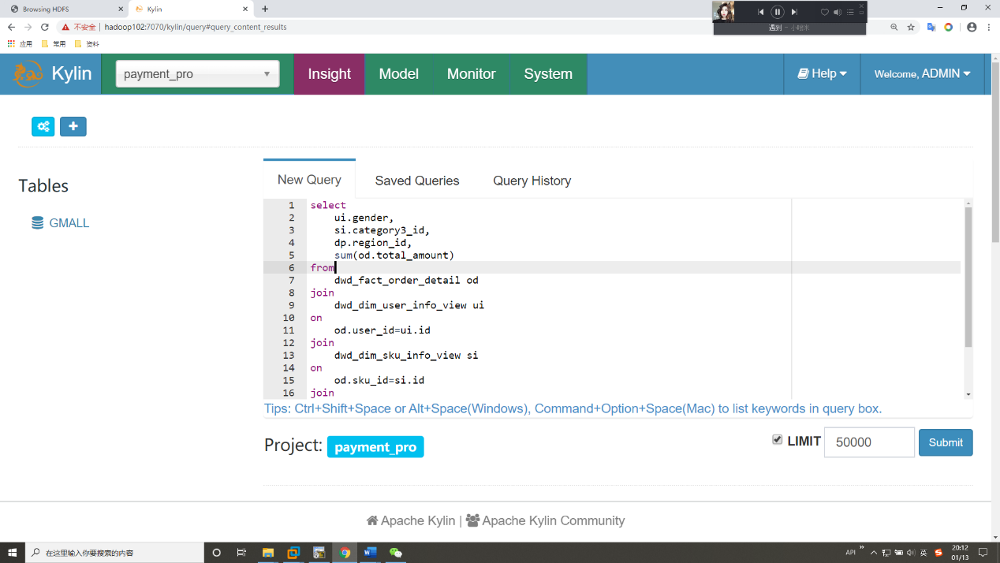 Browsing HDFS
Kylin
不安全 | hadoop102:7070/kylin/query#query_content_results
遇到 - 小噌米
应用 常用 资料
Kylin payment_pro Insight Model Monitor System Help Welcome, ADMIN
Tables
GMALL
New Query Saved Queries Query History
1 select
2 ui.gender,
3 si.category3_id,
4 dp.region_id,
5 sum(od.total_amount)
6 from
7 dwd_fact_order_detail od
8 join
9 dwd_dim_user_info_view ui
10 on
11 od.user_id=ui.id
12 join
13 dwd_dim_sku_info_view si
14 on
15 od.sku_id=si.id
16 join
Tips: Ctrl+Shift+Space or Alt+Space(Windows), Command+Option+Space(Mac) to list keywords in query box.
Project: payment_pro LIMIT 50000 Submit
Apache Kylin | Apache Kylin Community
在这里输入你要搜索的内容
API 英 20:12
01/13